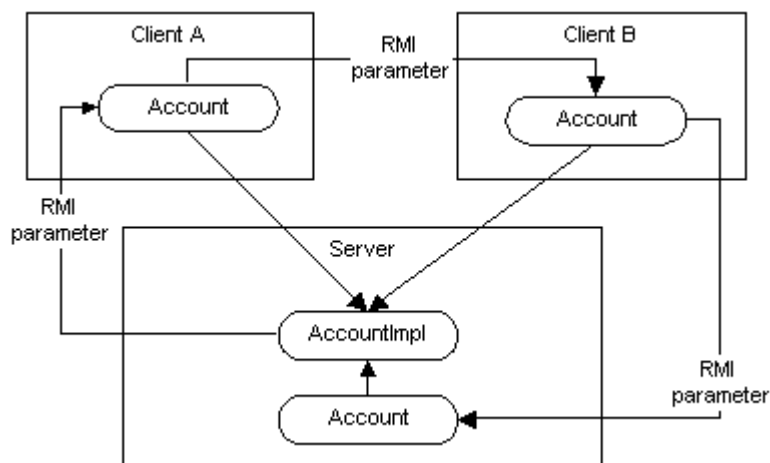 Client A
RMI
parameter
Client B
Account
Account
RMI
parameter
Server
AccountImpl
RMI
parameter
Account